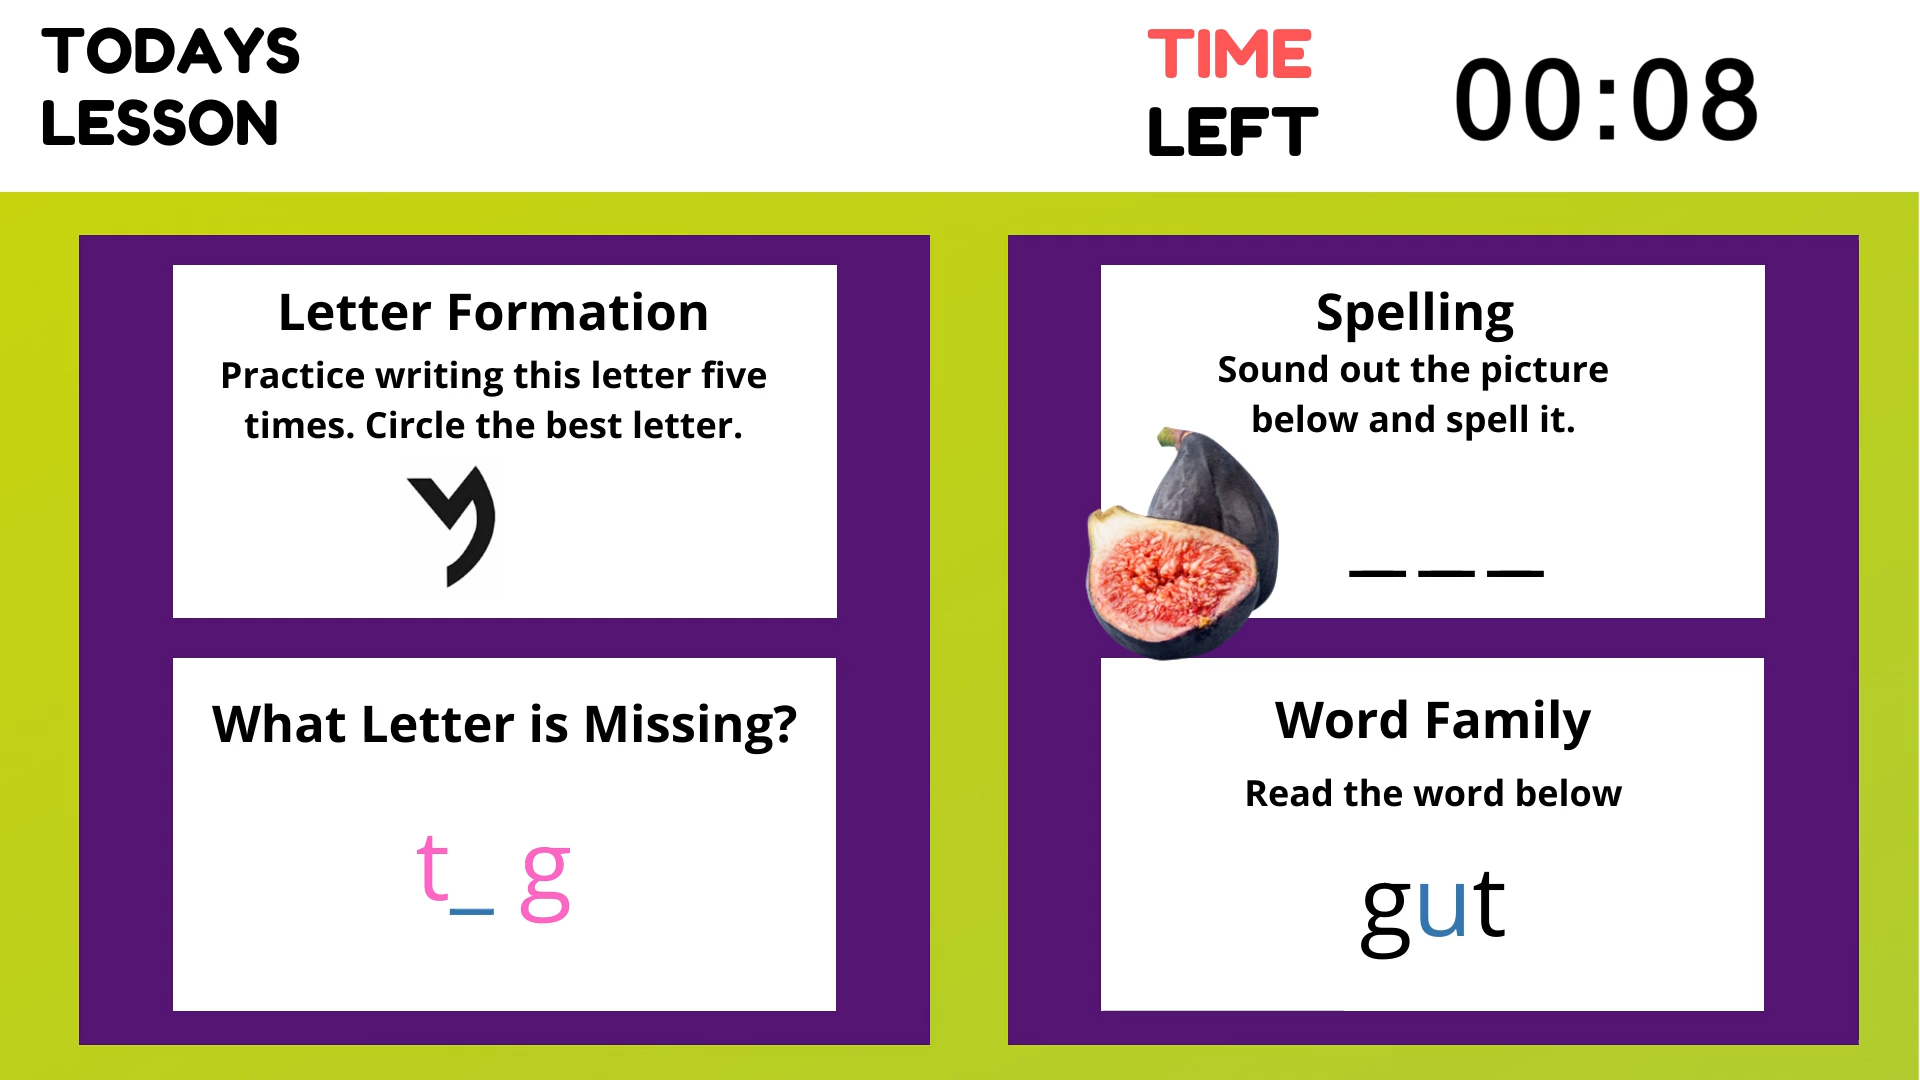 TODAYS
LESSON
TIME
LEFT
00:08
Letter Formation
Practice writing this letter five
times. Circle the best letter.
Spelling
Sound out the picture
below and spell it.
_ _ _
What Letter is Missing?
t_ g
Word Family
Read the word below
gut